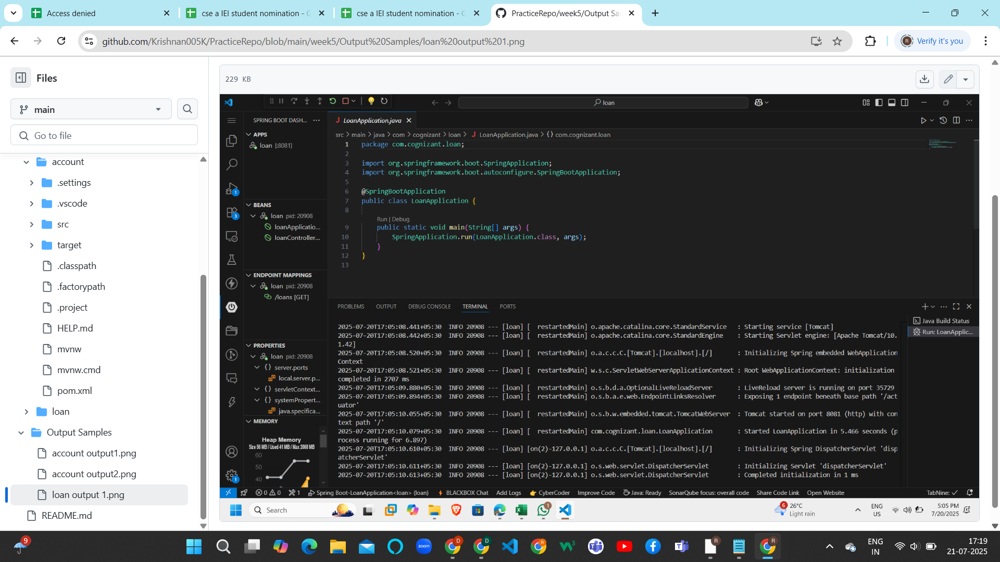 Access denied
cse a IEI student nomination - G
cse a IEI student nomination - G
PracticeRepo/week5/Output Sa
github.com/Krishnan005K/PracticeRepo/blob/main/week5/Output%20Samples/loan%20output%201.png
R
Verify it's you
Files
main
Go to file
account
.settings
.vscode
src
target
.classpath
.factorypath
.project
HELP.md
mvnw
mvnw.cmd
pom.xml
loan
Output Samples
account output1.png
account output2.png
loan output 1.png
README.md
229 KB
loan
SPRING BOOT DASH...
APPS
loan [:8081]
BEANS
loan pid: 20908
loanApplicatio...
loanController...
ENDPOINT MAPPINGS
loan pid: 20908
/loans [GET]
PROPERTIES
loan pid: 20908
{} server.ports
local.server.p...
{} servletContext...
{} systemPropert...
java.specifica...
MEMORY
Heap Memory
Size 56 MB / Used 41 MB / Max 2068 MB
60
50
40
1
3
1
LoanApplication.java
src > main > java > com > cognizant > loan > J LoanApplication.java > {} com.cognizant.loan
1 package com.cognizant.loan;
2
3 import org.springframework.boot.SpringApplication;
4 import org.springframework.boot.autoconfigure.SpringBootApplication;
5
6 @SpringBootApplication
7 public class LoanApplication {
8
Run | Debug
9 public static void main(String[] args) {
10 SpringApplication.run(LoanApplication.class, args);
11 }
12 }
13
PROBLEMS OUTPUT DEBUG CONSOLE TERMINAL PORTS
Java Build Status
Run: LoanApplic...
2025-07-20T17:05:08.441+05:30 INFO 20908 --- [loan] [ restartedMain] o.apache.catalina.core.StandardService : Starting service [Tomcat]
2025-07-20T17:05:08.442+05:30 INFO 20908 --- [loan] [ restartedMain] o.apache.catalina.core.StandardEngine : Starting Servlet engine: [Apache Tomcat/10.
1.42]
2025-07-20T17:05:08.520+05:30 INFO 20908 --- [loan] [ restartedMain] o.a.c.c.C.[Tomcat].[localhost].[/] : Initializing Spring embedded WebApplication
Context
2025-07-20T17:05:08.521+05:30 INFO 20908 --- [loan] [ restartedMain] w.s.c.ServletWebServerApplicationContext : Root WebApplicationContext: initialization
completed in 2707 ms
2025-07-20T17:05:09.880+05:30 INFO 20908 --- [loan] [ restartedMain] o.s.b.d.a.OptionalLiveReloadServer : LiveReload server is running on port 35729
2025-07-20T17:05:09.894+05:30 INFO 20908 --- [loan] [ restartedMain] o.s.b.a.e.web.EndpointLinksResolver : Exposing 1 endpoint beneath base path '/act
uator'
2025-07-20T17:05:10.055+05:30 INFO 20908 --- [loan] [ restartedMain] o.s.b.w.embedded.tomcat.TomcatWebServer : Tomcat started on port 8081 (http) with con
text path '/'
2025-07-20T17:05:10.079+05:30 INFO 20908 --- [loan] [ restartedMain] com.cognizant.loan.LoanApplication : Started LoanApplication in 5.466 seconds (p
rocess running for 6.897)
2025-07-20T17:05:10.610+05:30 INFO 20908 --- [loan] [on(2)-127.0.0.1] o.a.c.c.C.[Tomcat].[localhost].[/] : Initializing Spring DispatcherServlet 'disp
atcherServlet'
2025-07-20T17:05:10.611+05:30 INFO 20908 --- [loan] [on(2)-127.0.0.1] o.s.web.servlet.DispatcherServlet : Initializing Servlet 'dispatcherServlet'
2025-07-20T17:05:10.613+05:30 INFO 20908 --- [loan] [on(2)-127.0.0.1] o.s.web.servlet.DispatcherServlet : Completed initialization in 1 ms
0 0 1 Spring Boot-LoanApplication<loan> (loan) BLACKBOX Chat Add Logs CyberCoder Improve Code Java: Ready SonarQube focus: overall code Share Code Link Open Website TabNine:
Search
1
6
26°C
Light rain
ENG
US
5:05 PM
7/20/2025
9
zoom
D
D
R
R
R
ENG
IN
17:19
21-07-2025